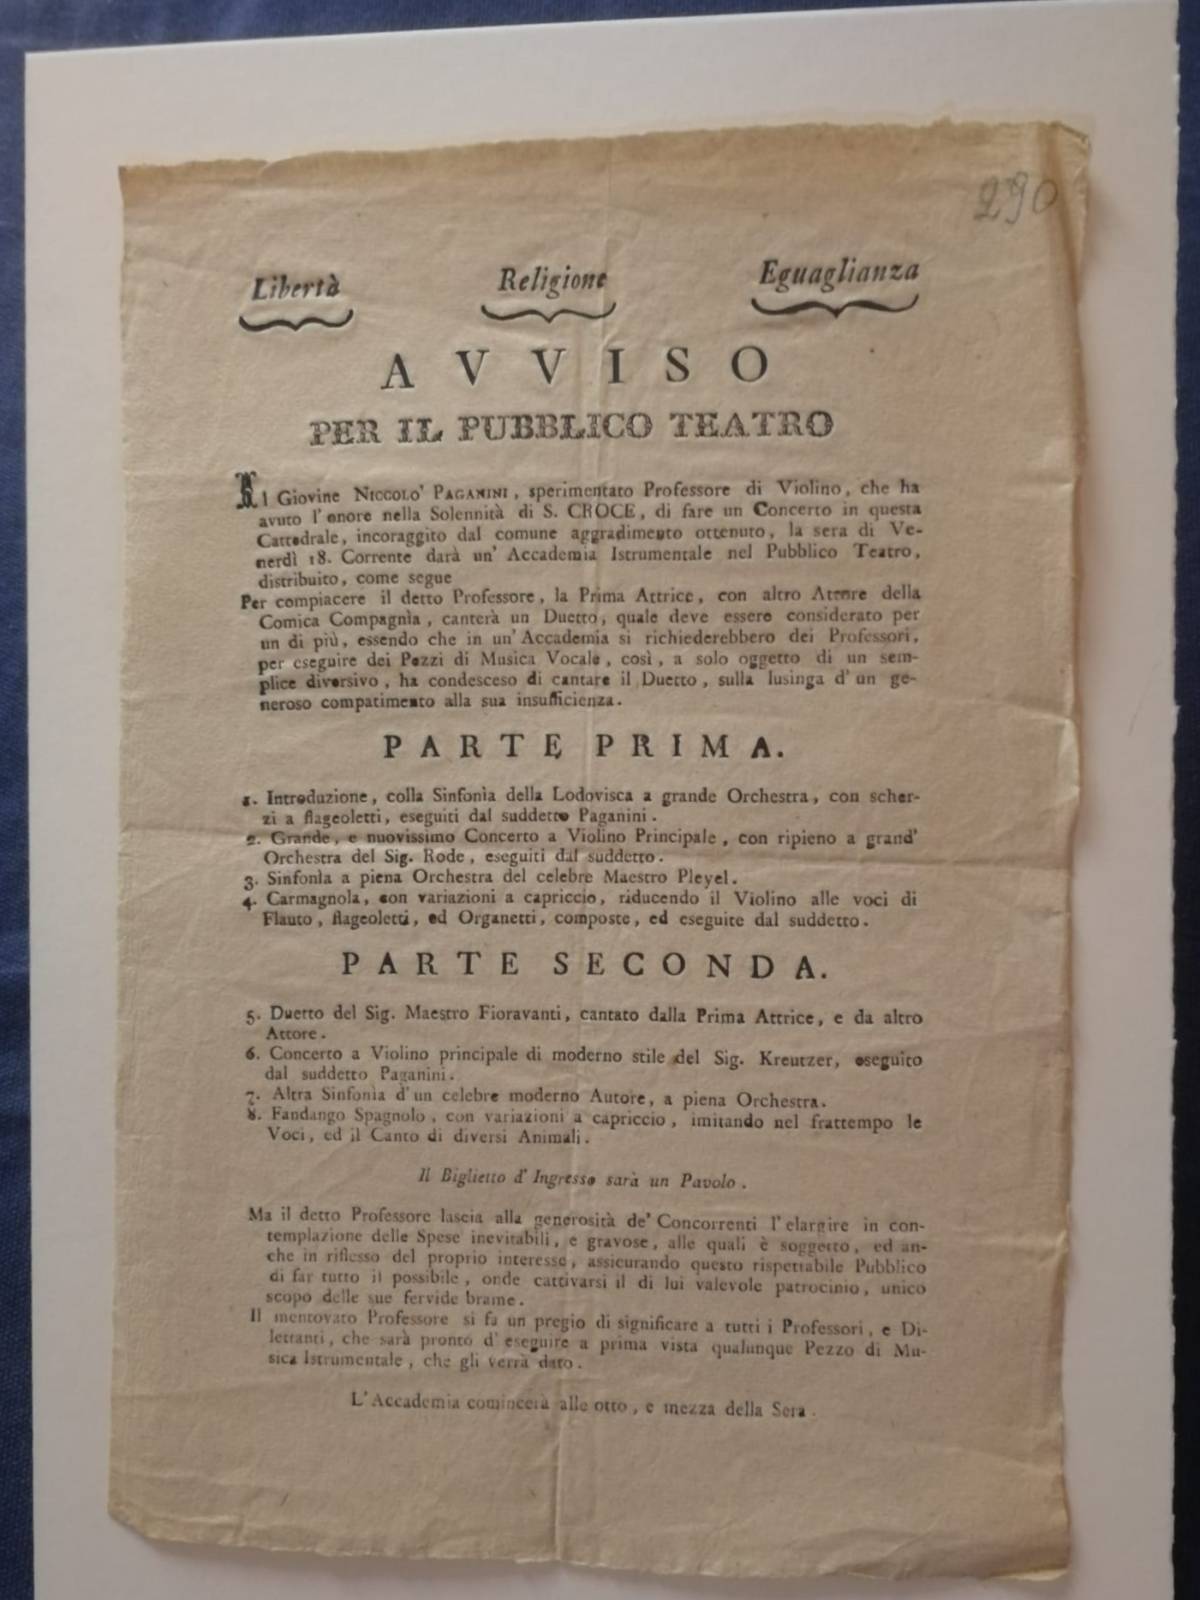 290
Libertà Religione Eguaglianza
AVVISO
PER IL PUBBLICO TEATRO
Il Giovine NICCOLO' PAGANINI, sperimentato Professore di Violino, che ha
avuto l'onore nella Solennità di S. CROCE, di fare un Concerto in questa
Cattedrale, incoraggito dal comune aggradimento ottenuto, la sera di Ve-
nerdì 18. Corrente darà un' Accademia Istrumentale nel Pubblico Teatro,
distribuito, come segue
Per compiacere il detto Professore, la Prima Attrice, con altro Attore della
Comica Compagnìa, canterà un Duetto, quale deve essere considerato per
un di più, essendo che in un' Accademia si richiederebbero dei Professori,
per eseguire dei Pezzi di Musica Vocale, così, a solo oggetto di un sem-
plice diversivo, ha condesceso di cantare il Duetto, sulla lusinga d'un ge-
neroso compatimento alla sua insufficienza.
PARTE PRIMA.
1. Introduzione, colla Sinfonìa della Lodovisca a grande Orchestra, con scher-
zi a flageoletti, eseguiti dal suddetto Paganini.
2. Grande, e nuovissimo Concerto a Violino Principale, con ripieno a grand'
Orchestra del Sig. Rode, eseguiti dal suddetto.
3. Sinfonìa a piena Orchestra del celebre Maestro Pleyel.
4. Carmagnola, con variazioni a capriccio, riducendo il Violino alle voci di
Flauto, flageoletti, ed Organetti, composte, ed eseguite dal suddetto.
PARTE SECONDA.
5. Duetto del Sig. Maestro Fioravanti, cantato dalla Prima Attrice, e da altro
Attore.
6. Concerto a Violino principale di moderno stile del Sig. Kreutzer, eseguito
dal suddetto Paganini.
7. Altra Sinfonìa d'un celebre moderno Autore, a piena Orchestra.
8. Fandango Spagnolo, con variazioni a capriccio, imitando nel frattempo le
Voci, ed il Canto di diversi Animali.
Il Biglietto d'Ingresso sarà un Pavolo.
Ma il detto Professore lascia alla generosità de' Concorrenti l'elargire in con-
templazione delle Spese inevitabili, e gravose, alle quali è soggetto, ed an-
che in riflesso del proprio interesse, assicurando questo rispettabile Pubblico
di far tutto il possibile, onde cattivarsi il di lui valevole patrocinio, unico
scopo delle sue fervide brame.
Il mentovato Professore si fa un pregio di significare a tutti i Professori, e Di-
lettanti, che sarà pronto d'eseguire a prima vista qualunque Pezzo di Mu-
sica Istrumentale, che gli verrà dato.
L'Accademia comincerà alle otto, e mezza della Sera.